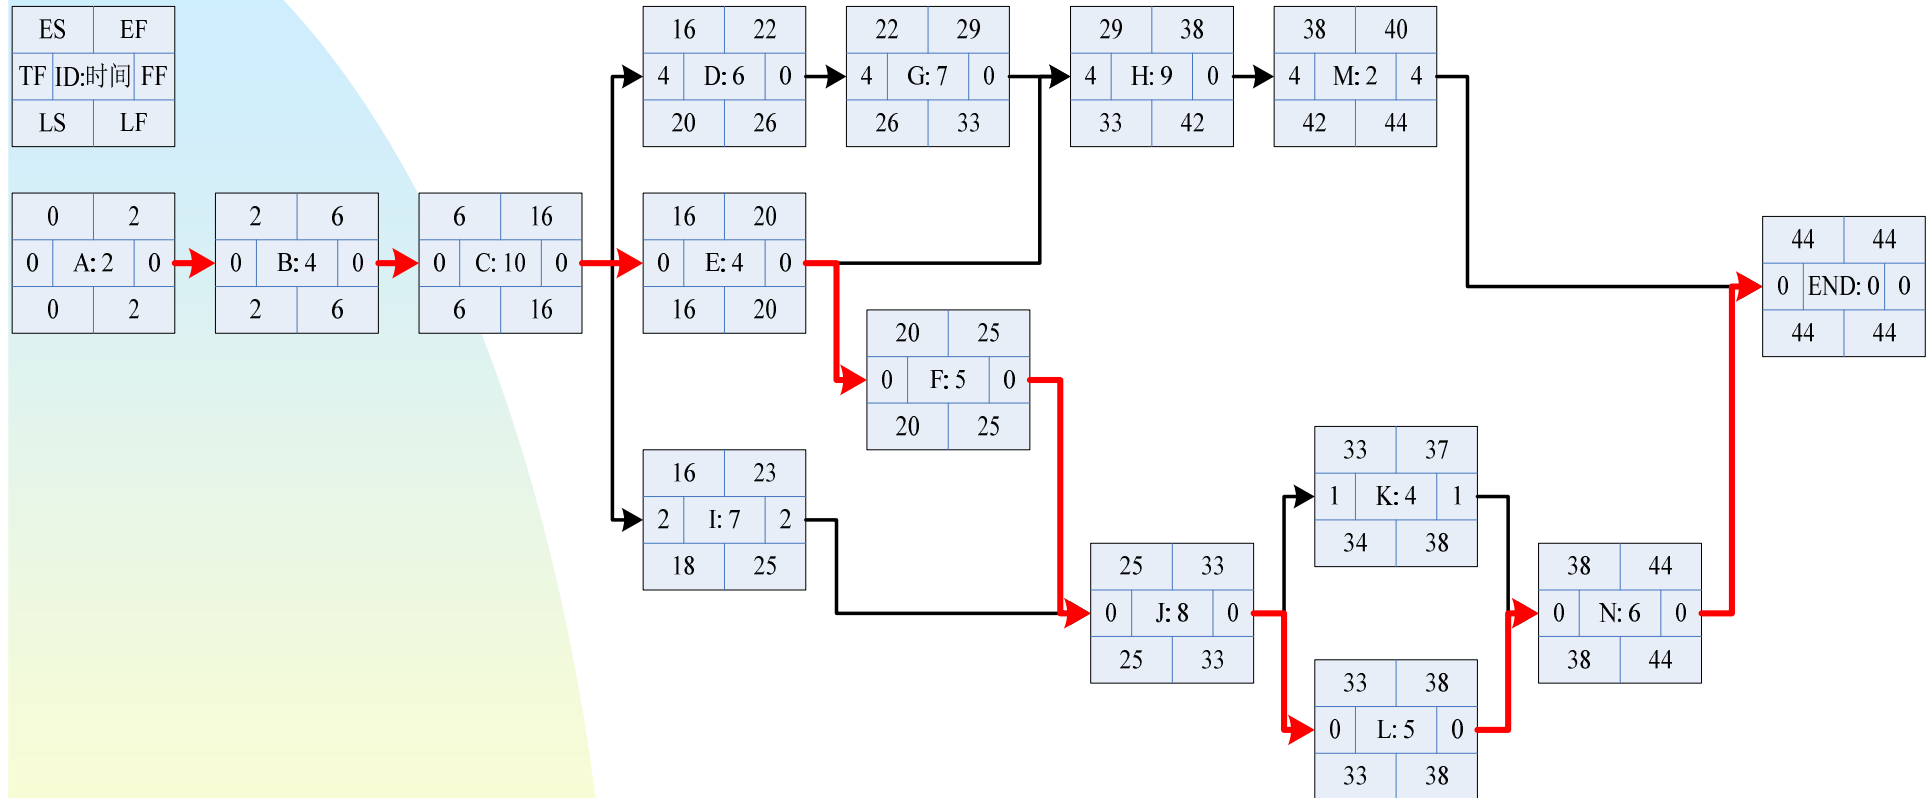 ES EF
TF ID:时间 FF
LS LF
16 22
4 D: 6 0
20 26
22 29
4 G: 7 0
26 33
29 38
4 H: 9 0
33 42
38 40
4 M: 2 4
42 44
0 2
0 A: 2 0
0 2
2 6
0 B: 4 0
2 6
6 16
0 C: 10 0
6 16
16 20
0 E: 4 0
16 20
44 44
0 END: 0 0
44 44
20 25
0 F: 5 0
20 25
16 23
2 I: 7 2
18 25
33 37
1 K: 4 1
34 38
25 33
0 J: 8 0
25 33
38 44
0 N: 6 0
38 44
33 38
0 L: 5 0
33 38